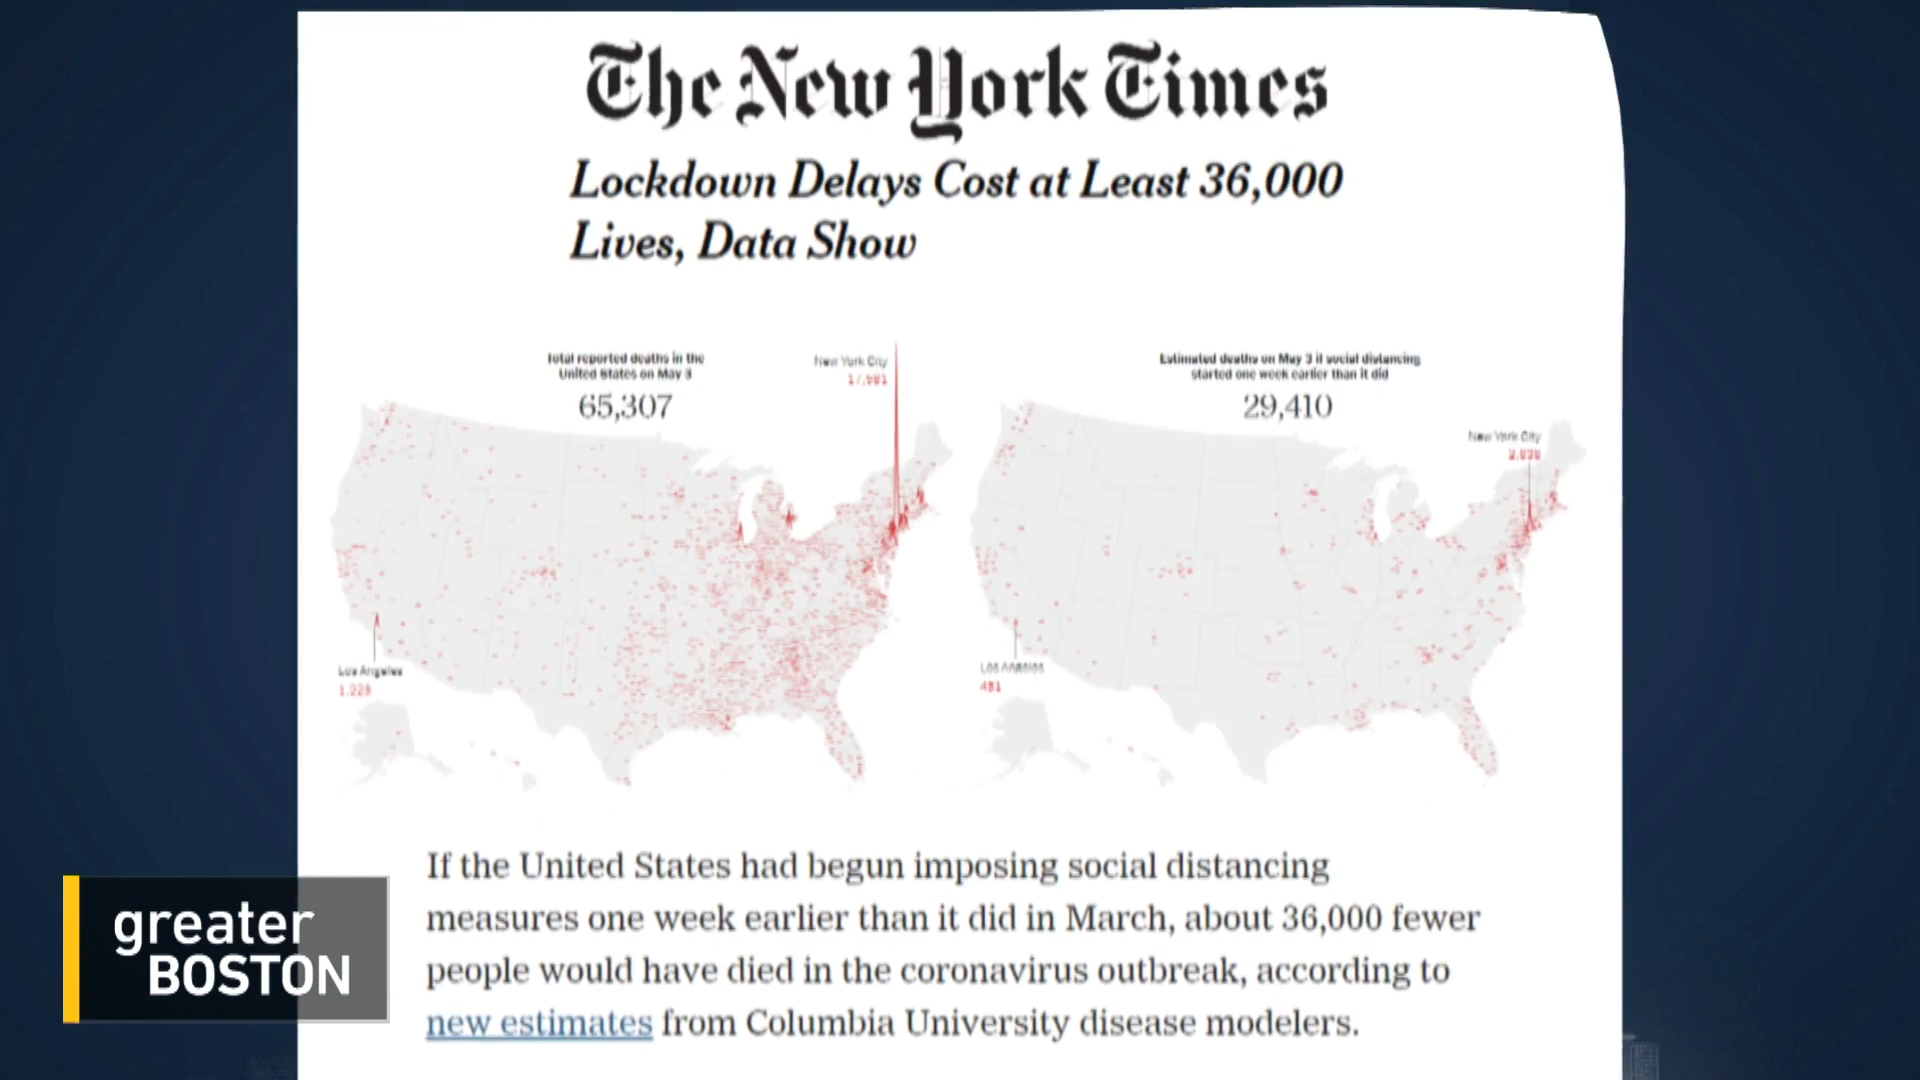 The New York Times
Lockdown Delays Cost at Least 36,000
Lives, Data Show
Total reported deaths in the
United States on May 3
65,307
New York City
Los Angeles
Estimated deaths on May 3 if social distancing
started one week earlier than it did
29,410
New York City
Los Angeles
If the United States had begun imposing social distancing
measures one week earlier than it did in March, about 36,000 fewer
people would have died in the coronavirus outbreak, according to
new estimates from Columbia University disease modelers.
greater
BOSTON